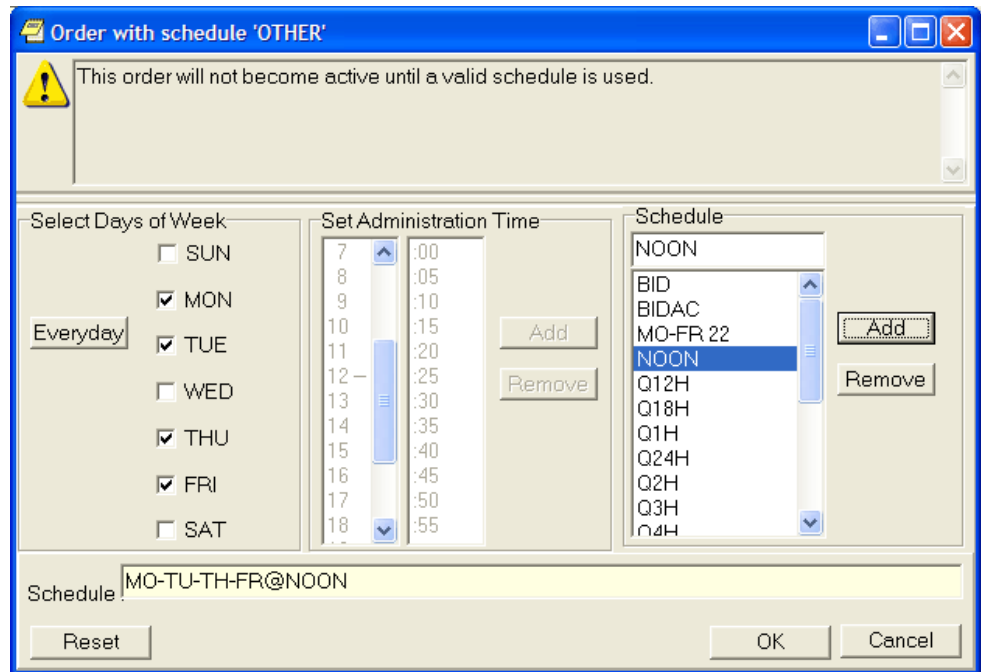 Order with schedule 'OTHER'
This order will not become active until a valid schedule is used.
Select Days of Week
SUN
MON
Everyday
TUE
WED
THU
FRI
SAT
Set Administration Time
7
8
9
10
11
12 –
13
14
15
16
17
18
:00
:05
:10
:15
:20
:25
:30
:35
:40
:45
:50
:55
Add
Remove
Schedule
NOON
BID
BIDAC
MO-FR 22
NOON
Q12H
Q18H
Q1H
Q24H
Q2H
Q3H
Q4H
Add
Remove
Schedule :
MO-TU-TH-FR@NOON
Reset
OK
Cancel